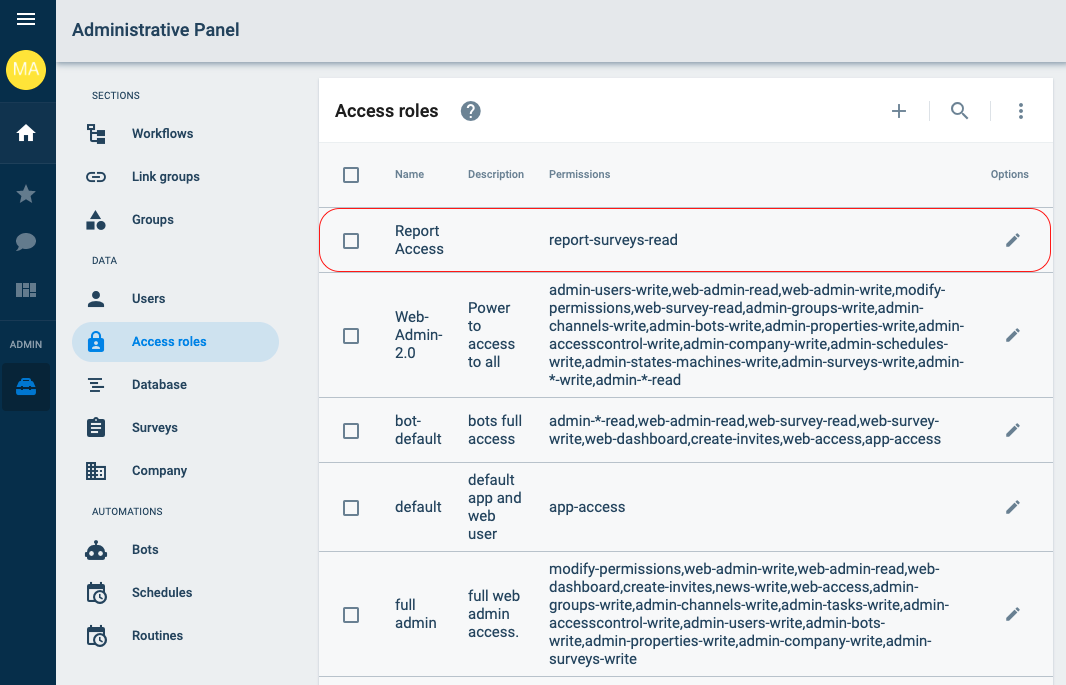 Administrative Panel
MA
ADMIN
SECTIONS
Workflows
Link groups
Groups
DATA
Users
Access roles
Database
Surveys
Company
AUTOMATIONS
Bots
Schedules
Routines
Access roles ?
Name Description Permissions Options
Report
Access
report-surveys-read
Web-
Admin-
2.0
Power
to
access
to all
admin-users-write,web-admin-read,web-admin-write,modify-
permissions,web-survey-read,admin-groups-write,admin-
channels-write,admin-bots-write,admin-properties-write,admin-
accesscontrol-write,admin-company-write,admin-schedules-
write,admin-states-machines-write,admin-surveys-write,admin-
*-write,admin-*-read
bot-
default
bots full
access
admin-*-read,web-admin-read,web-survey-read,web-survey-
write,web-dashboard,create-invites,web-access,app-access
default
default
app and
web
user
app-access
full
admin
full web
admin
access.
modify-permissions,web-admin-write,web-admin-read,web-
dashboard,create-invites,news-write,web-access,admin-
groups-write,admin-channels-write,admin-tasks-write,admin-
accesscontrol-write,admin-users-write,admin-bots-
write,admin-properties-write,admin-company-write,admin-
surveys-write